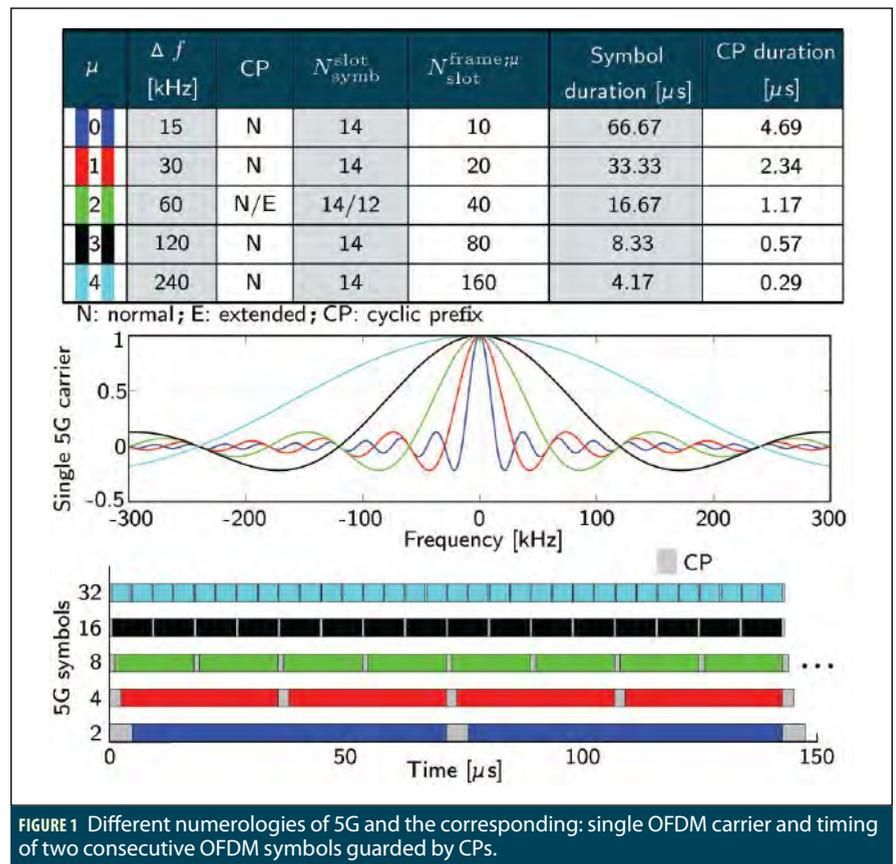 μ Δ f [kHz] CP N^slot_symb N^frame;μ_slot Symbol duration [μs] CP duration [μs]
0 15 N 14 10 66.67 4.69
1 30 N 14 20 33.33 2.34
2 60 N/E 14/12 40 16.67 1.17
3 120 N 14 80 8.33 0.57
4 240 N 14 160 4.17 0.29
N: normal; E: extended; CP: cyclic prefix
Single 5G carrier
1
0.5
0
-0.5
-300 -200 -100 0 100 200 300
Frequency [kHz]
CP
5G symbols
32
16
8 ...
4
2
0 50 100 150
Time [μs]
FIGURE 1 Different numerologies of 5G and the corresponding: single OFDM carrier and timing
of two consecutive OFDM symbols guarded by CPs.